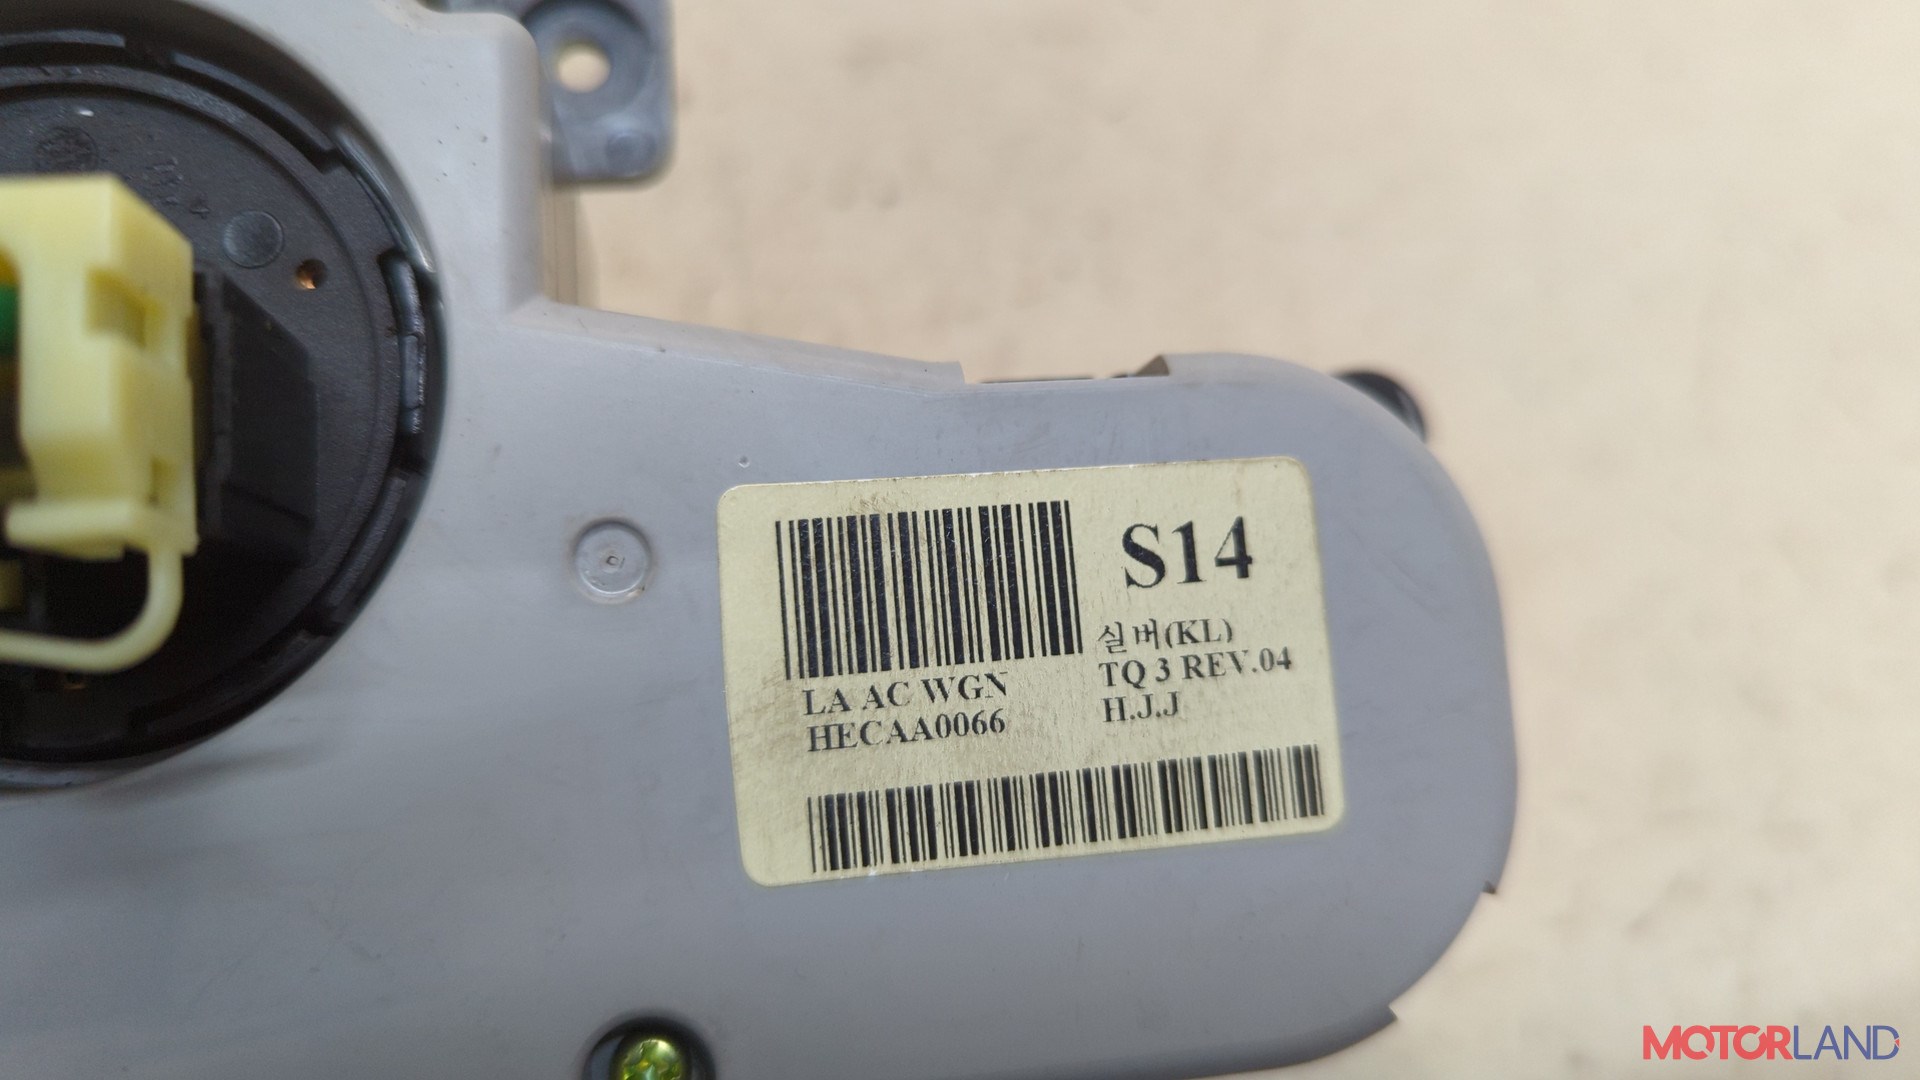 S14
실버(KL)
TQ 3 REV.04
H.J.J
LA AC WGN
HECAA0066
MOTORLAND